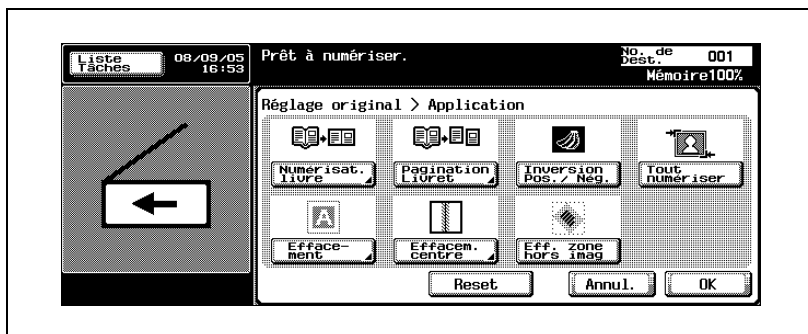 Liste
Tâches
08/09/05
16:53
Prêt à numériser.
No. de
Dest.
001
Mémoire100%
Réglage original > Application
Numérisat.
livre
Pagination
Livret
Inversion
Pos./ Nég.
Tout
numériser
A
Efface-
ment
Effacem.
centre
Eff. zone
hors imag
Reset
Annul.
OK